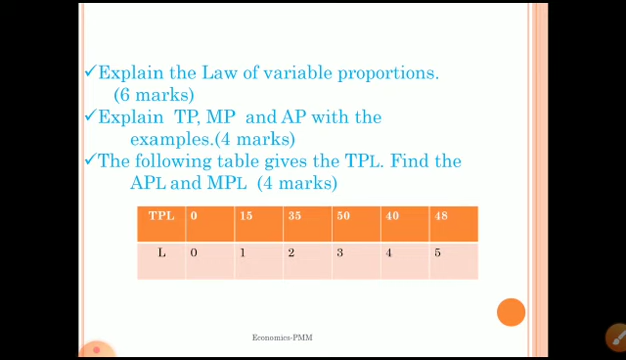 ✓Explain the Law of variable proportions.
(6 marks)
✓Explain TP, MP and AP with the
examples.(4 marks)
✓The following table gives the TPL. Find the
APL and MPL (4 marks)
TPL 0 15 35 50 40 48
L 0 1 2 3 4 5
Economics-PMM